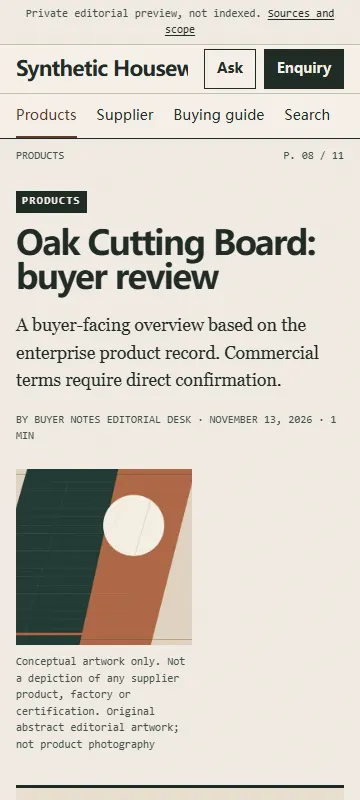 Private editorial preview, not indexed. Sources and
scope
Synthetic Housew
Ask
Enquiry
Products
Supplier
Buying guide
Search
PRODUCTS
P. 08 / 11
PRODUCTS
Oak Cutting Board:
buyer review
A buyer-facing overview based on the
enterprise product record. Commercial
terms require direct confirmation.
BY BUYER NOTES EDITORIAL DESK · NOVEMBER 13, 2026 · 1
MIN
Conceptual artwork only. Not
a depiction of any supplier
product, factory or
certification. Original
abstract editorial artwork;
not product photography